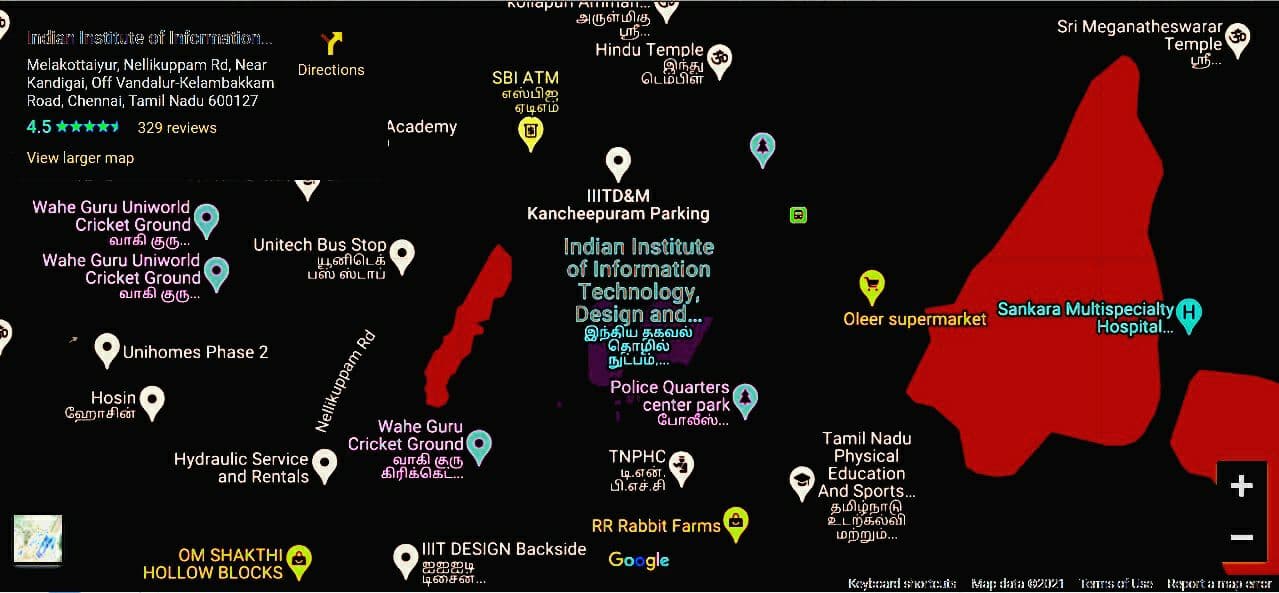 Indian Institute of Information...
Melakottaiyur, Nellikuppam Rd, Near
Kandigai, Off Vandalur-Kelambakkam
Road, Chennai, Tamil Nadu 600127
4.5 329 reviews
View larger map
Directions
அருள்மிகு
ஸ்ரீ...
Hindu Temple
இந்து
டெம்பிள்
Sri Meganatheswarar
Temple
ஸ்ரீ...
SBI ATM
எஸ்பிஐ
ஏடிஎம்
Academy
IIITD&M
Kancheepuram Parking
Wahe Guru Uniworld
Cricket Ground
வாகி குரு...
Wahe Guru Uniworld
Cricket Ground
வாகி குரு...
Unitech Bus Stop
யூனிடெக்
பஸ் ஸ்டாப்
Indian Institute
of Information
Technology,
Design and...
இந்திய தகவல்
தொழில்
நுட்பம்,...
Oleer supermarket
Sankara Multispecialty
Hospital...
Unihomes Phase 2
Nellikuppam Rd
Hosin
ஹோசின்
Police Quarters
center park
போலீஸ்...
Wahe Guru
Cricket Ground
வாகி குரு
கிரிக்கெட்...
Hydraulic Service
and Rentals
TNPHC
டி.என்.
பி.எச்.சி
Tamil Nadu
Physical
Education
And Sports...
தமிழ்நாடு
உடற்கல்வி
மற்றும்...
RR Rabbit Farms
OM SHAKTHI
HOLLOW BLOCKS
IIIT DESIGN Backside
ஐஐஐடி
டிசைன்...
Google
Keyboard shortcuts Map data ©2021 Terms of Use Report a map error